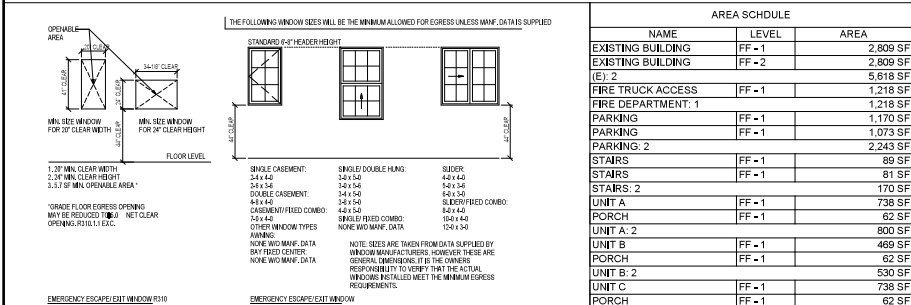 OPENABLE
AREA
20" CLEAR
34-1/8" CLEAR
41" CLEAR
24" CLEAR
MIN. SIZE WINDOW
FOR 20" CLEAR WIDTH
MIN. SIZE WINDOW
FOR 24" CLEAR HEIGHT
44" CLEAR
FLOOR LEVEL
1. 20" MIN. CLEAR WIDTH
2. 24" MIN. CLEAR HEIGHT
3. 5.7 SF MIN. OPENABLE AREA *
*GRADE FLOOR EGRESS OPENING
MAY BE REDUCED TO 5.0 NET CLEAR
OPENING. R310.1.1 EXC.
EMERGENCY ESCAPE/ EXIT WINDOW R310
THE FOLLOWING WINDOW SIZES WILL BE THE MINIMUM ALLOWED FOR EGRESS UNLESS MANF. DATA IS SUPPLIED
STANDARD 6'-8" HEADER HEIGHT
44" CLEAR
44" CLEAR
SINGLE CASEMENT:
3-4 x 4-0
2-6 x 3-6
DOUBLE CASEMENT:
4-8 x 4-0
CASEMENT/ FIXED COMBO:
7-0 x 4-0
OTHER WINDOW TYPES
AWNING:
NONE W/O MANF. DATA
BAY FIXED CENTER:
NONE W/O MANF. DATA
SINGLE/ DOUBLE HUNG:
3-0 x 5-0
3-0 x 5-6
3-4 x 5-0
3-6 x 5-0
4-0 x 5-0
SINGLE/ FIXED COMBO:
NONE W/O MANF. DATA
SLIDER:
4-0 x 4-0
5-0 x 3-6
6-0 x 3-0
SLIDER/ FIXED COMBO:
8-0 x 4-0
10-0 x 4-0
12-0 x 3-0
NOTE: SIZES ARE TAKEN FROM DATA SUPPLIED BY
WINDOW MANUFACTURERS, HOWEVER THESE ARE
GENERAL DIMENSIONS. IT IS THE OWNERS
RESPONSIBILITY TO VERIFY THAT THE ACTUAL
WINDOWS INSTALLED MEET THE MINIMUM EGRESS
REQUIREMENTS.
EMERGENCY ESCAPE/ EXIT WINDOW
AREA SCHDULE
NAME LEVEL AREA
EXISTING BUILDING FF - 1 2,809 SF
EXISTING BUILDING FF - 2 2,809 SF
(E): 2 5,618 SF
FIRE TRUCK ACCESS FF - 1 1,218 SF
FIRE DEPARTMENT: 1 1,218 SF
PARKING FF - 1 1,170 SF
PARKING FF - 1 1,073 SF
PARKING: 2 2,243 SF
STAIRS FF - 1 89 SF
STAIRS FF - 1 81 SF
STAIRS: 2 170 SF
UNIT A FF - 1 738 SF
PORCH FF - 1 62 SF
UNIT A: 2 800 SF
UNIT B FF - 1 469 SF
PORCH FF - 1 62 SF
UNIT B: 2 530 SF
UNIT C FF - 1 738 SF
PORCH FF - 1 62 SF